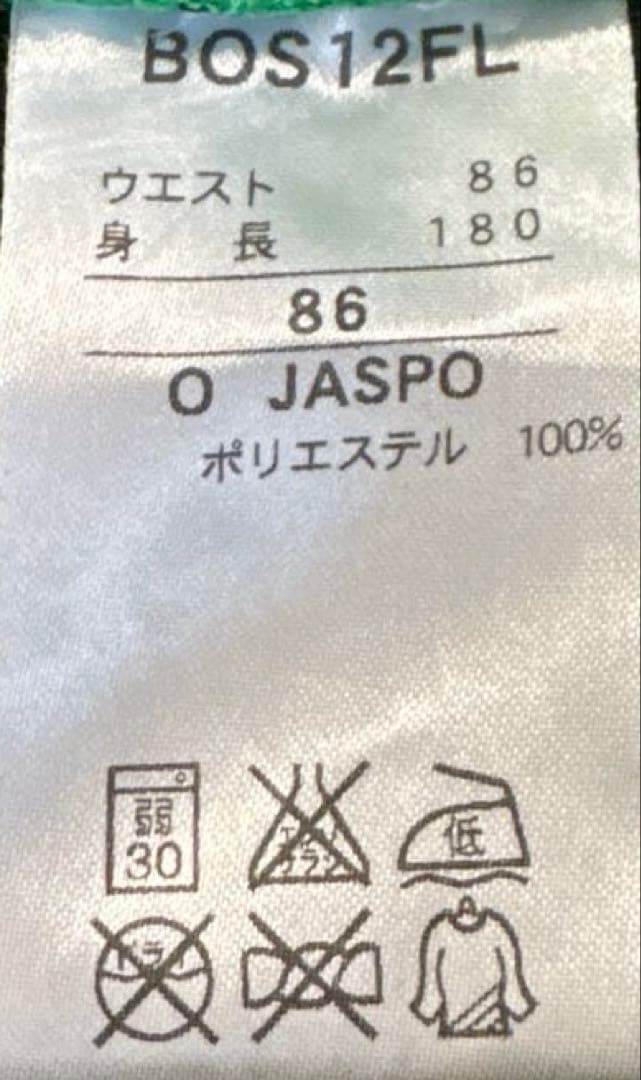 BOS12FL
ウエスト 86
身長 180
86
O JASPO
ポリエステル 100%
弱
30
低